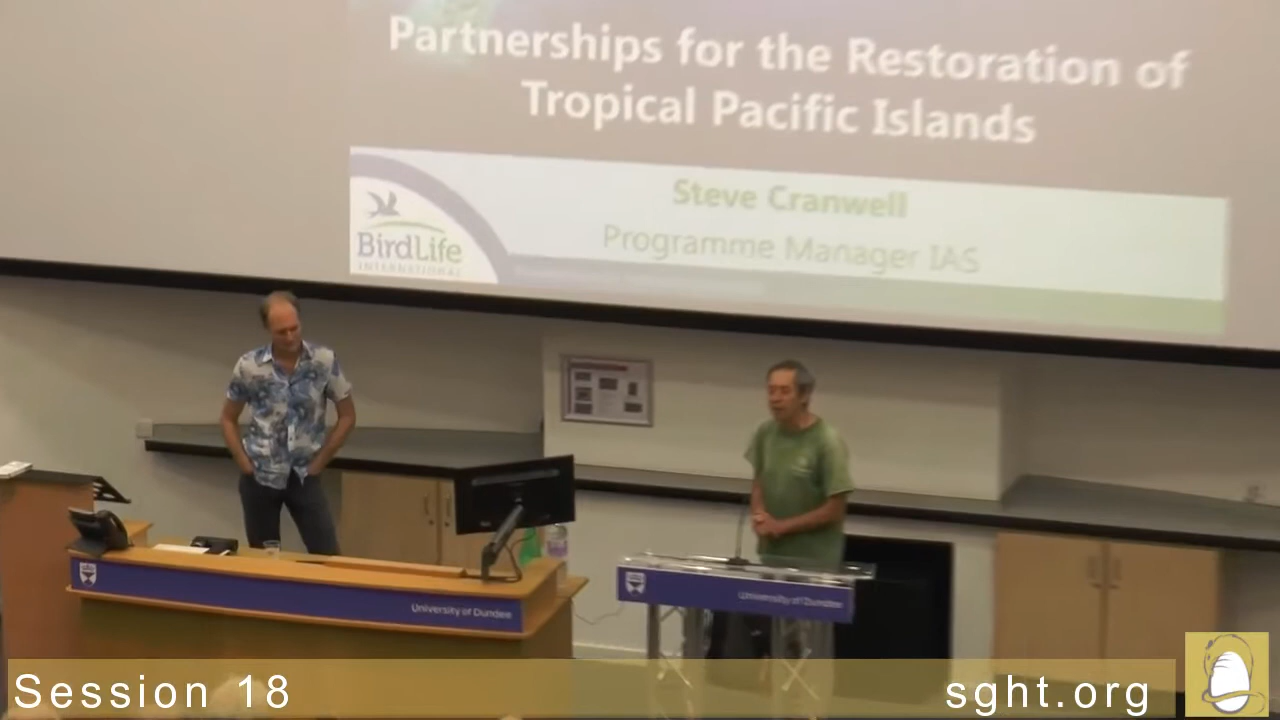 Partnerships for the Restoration of
Tropical Pacific Islands
Steve Cranwell
Programme Manager IAS
BirdLife
INTERNATIONAL
University of Dundee
University of Dundee
Session 18
sght.org